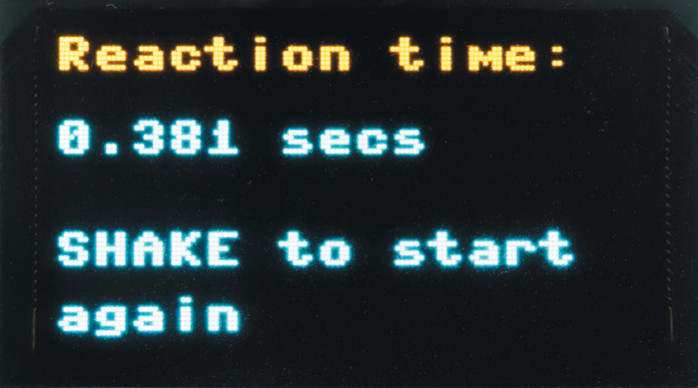 Reaction time:
0.381 secs
SHAKE to start
again